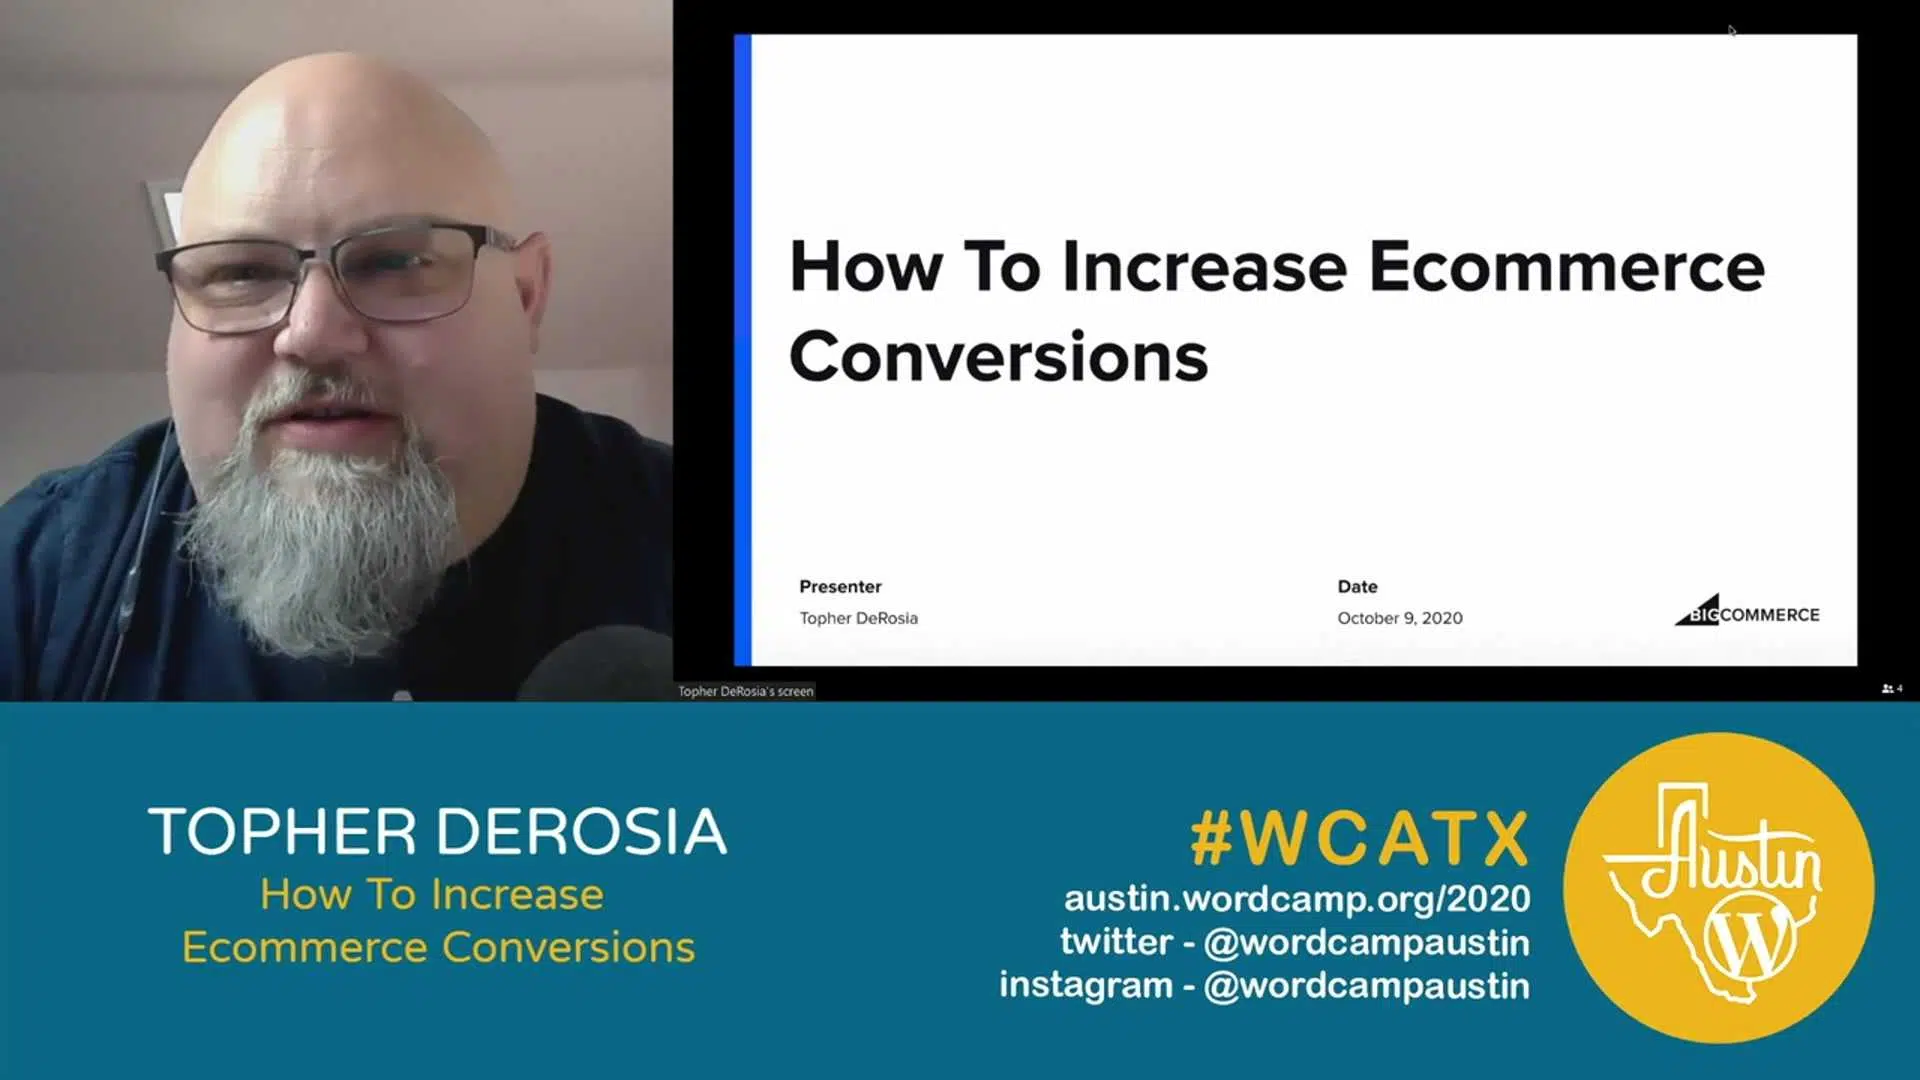 How To Increase Ecommerce
Conversions
Presenter
Topher DeRosia
Date
October 9, 2020
BIGCOMMERCE
Topher DeRosia's screen
4
TOPHER DEROSIA
How To Increase
Ecommerce Conversions
#WCATX
austin.wordcamp.org/2020
twitter - @wordcampaustin
instagram - @wordcampaustin
Austin
W